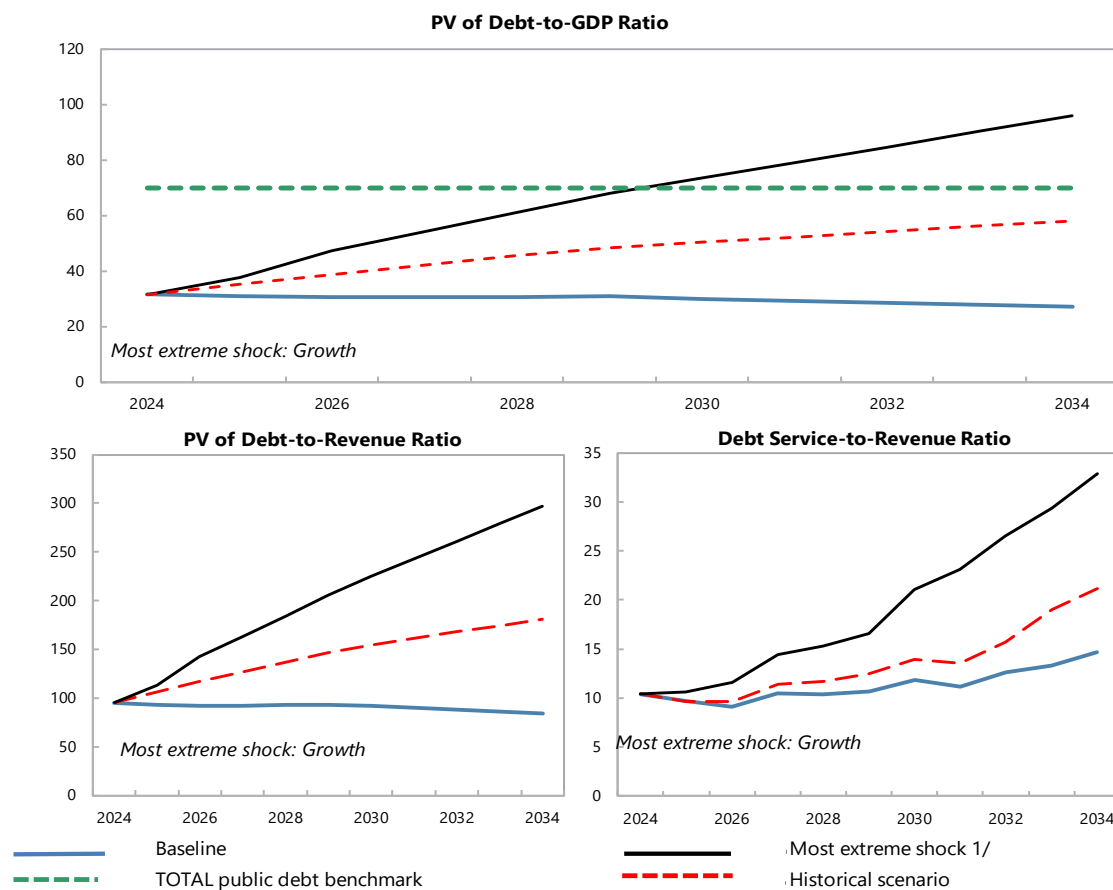 PV of Debt-to-GDP Ratio
120
100
80
60
40
20
0
Most extreme shock: Growth
2024 2026 2028 2030 2032 2034
PV of Debt-to-Revenue Ratio
350
300
250
200
150
100
50
0
Most extreme shock: Growth
2024 2026 2028 2030 2032 2034
Debt Service-to-Revenue Ratio
35
30
25
20
15
10
5
0
Most extreme shock: Growth
2024 2026 2028 2030 2032 2034
Baseline
Most extreme shock 1/
TOTAL public debt benchmark
Historical scenario